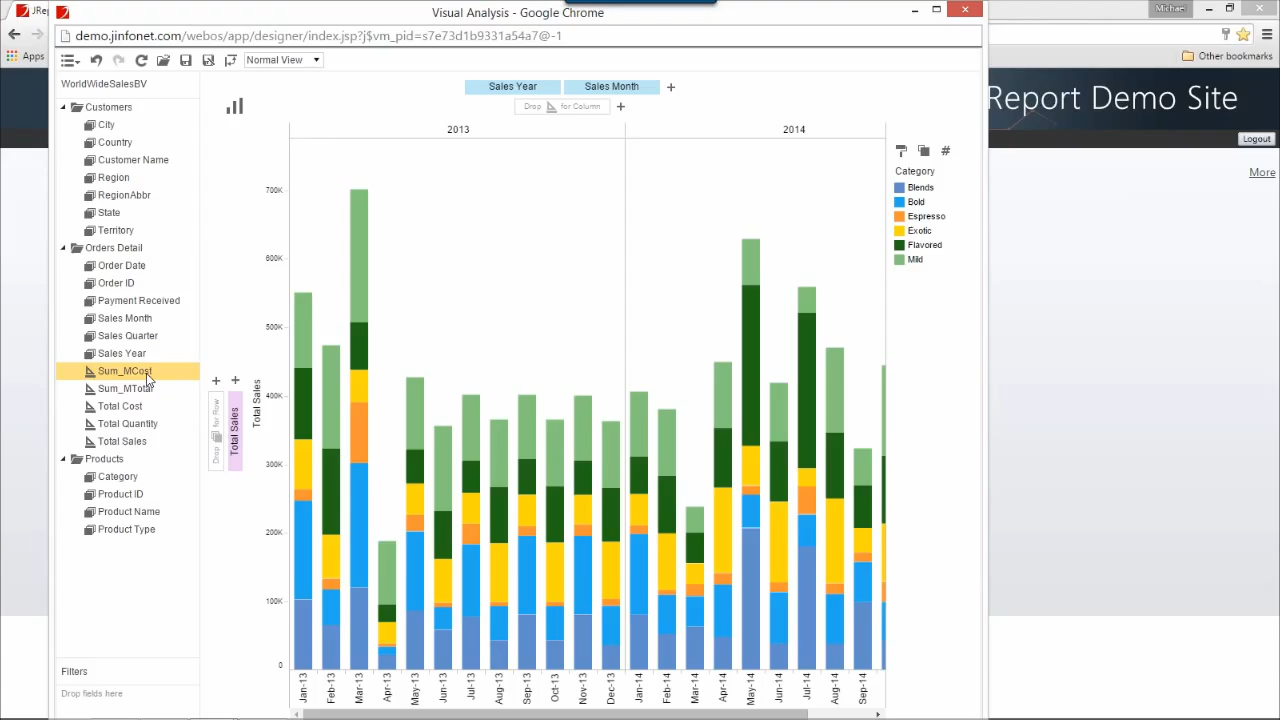 JRe
Visual Analysis - Google Chrome
Michael
demo.jinfonet.com/webos/app/designer/index.jsp?j$vm_pid=s7e73d1b9331a54a7@-1
Apps
Other bookmarks
Normal View
Report Demo Site
Logout
More
WorldWideSalesBV
Sales Year
Sales Month
Drop for Column
Customers
City
Country
Customer Name
Region
RegionAbbr
State
Territory
Orders Detail
Order Date
Order ID
Payment Received
Sales Month
Sales Quarter
Sales Year
Sum_MCost
Sum_MTotal
Total Cost
Total Quantity
Total Sales
Products
Category
Product ID
Product Name
Product Type
Filters
Drop fields here
Drop for Row
Total Sales
Total Sales
2013
2014
700K
600K
500K
400K
300K
200K
100K
0
Jan-13
Feb-13
Mar-13
Apr-13
May-13
Jun-13
Jul-13
Aug-13
Sep-13
Oct-13
Nov-13
Dec-13
Jan-14
Feb-14
Mar-14
Apr-14
May-14
Jun-14
Jul-14
Aug-14
Sep-14
#
Category
Blends
Bold
Espresso
Exotic
Flavored
Mild